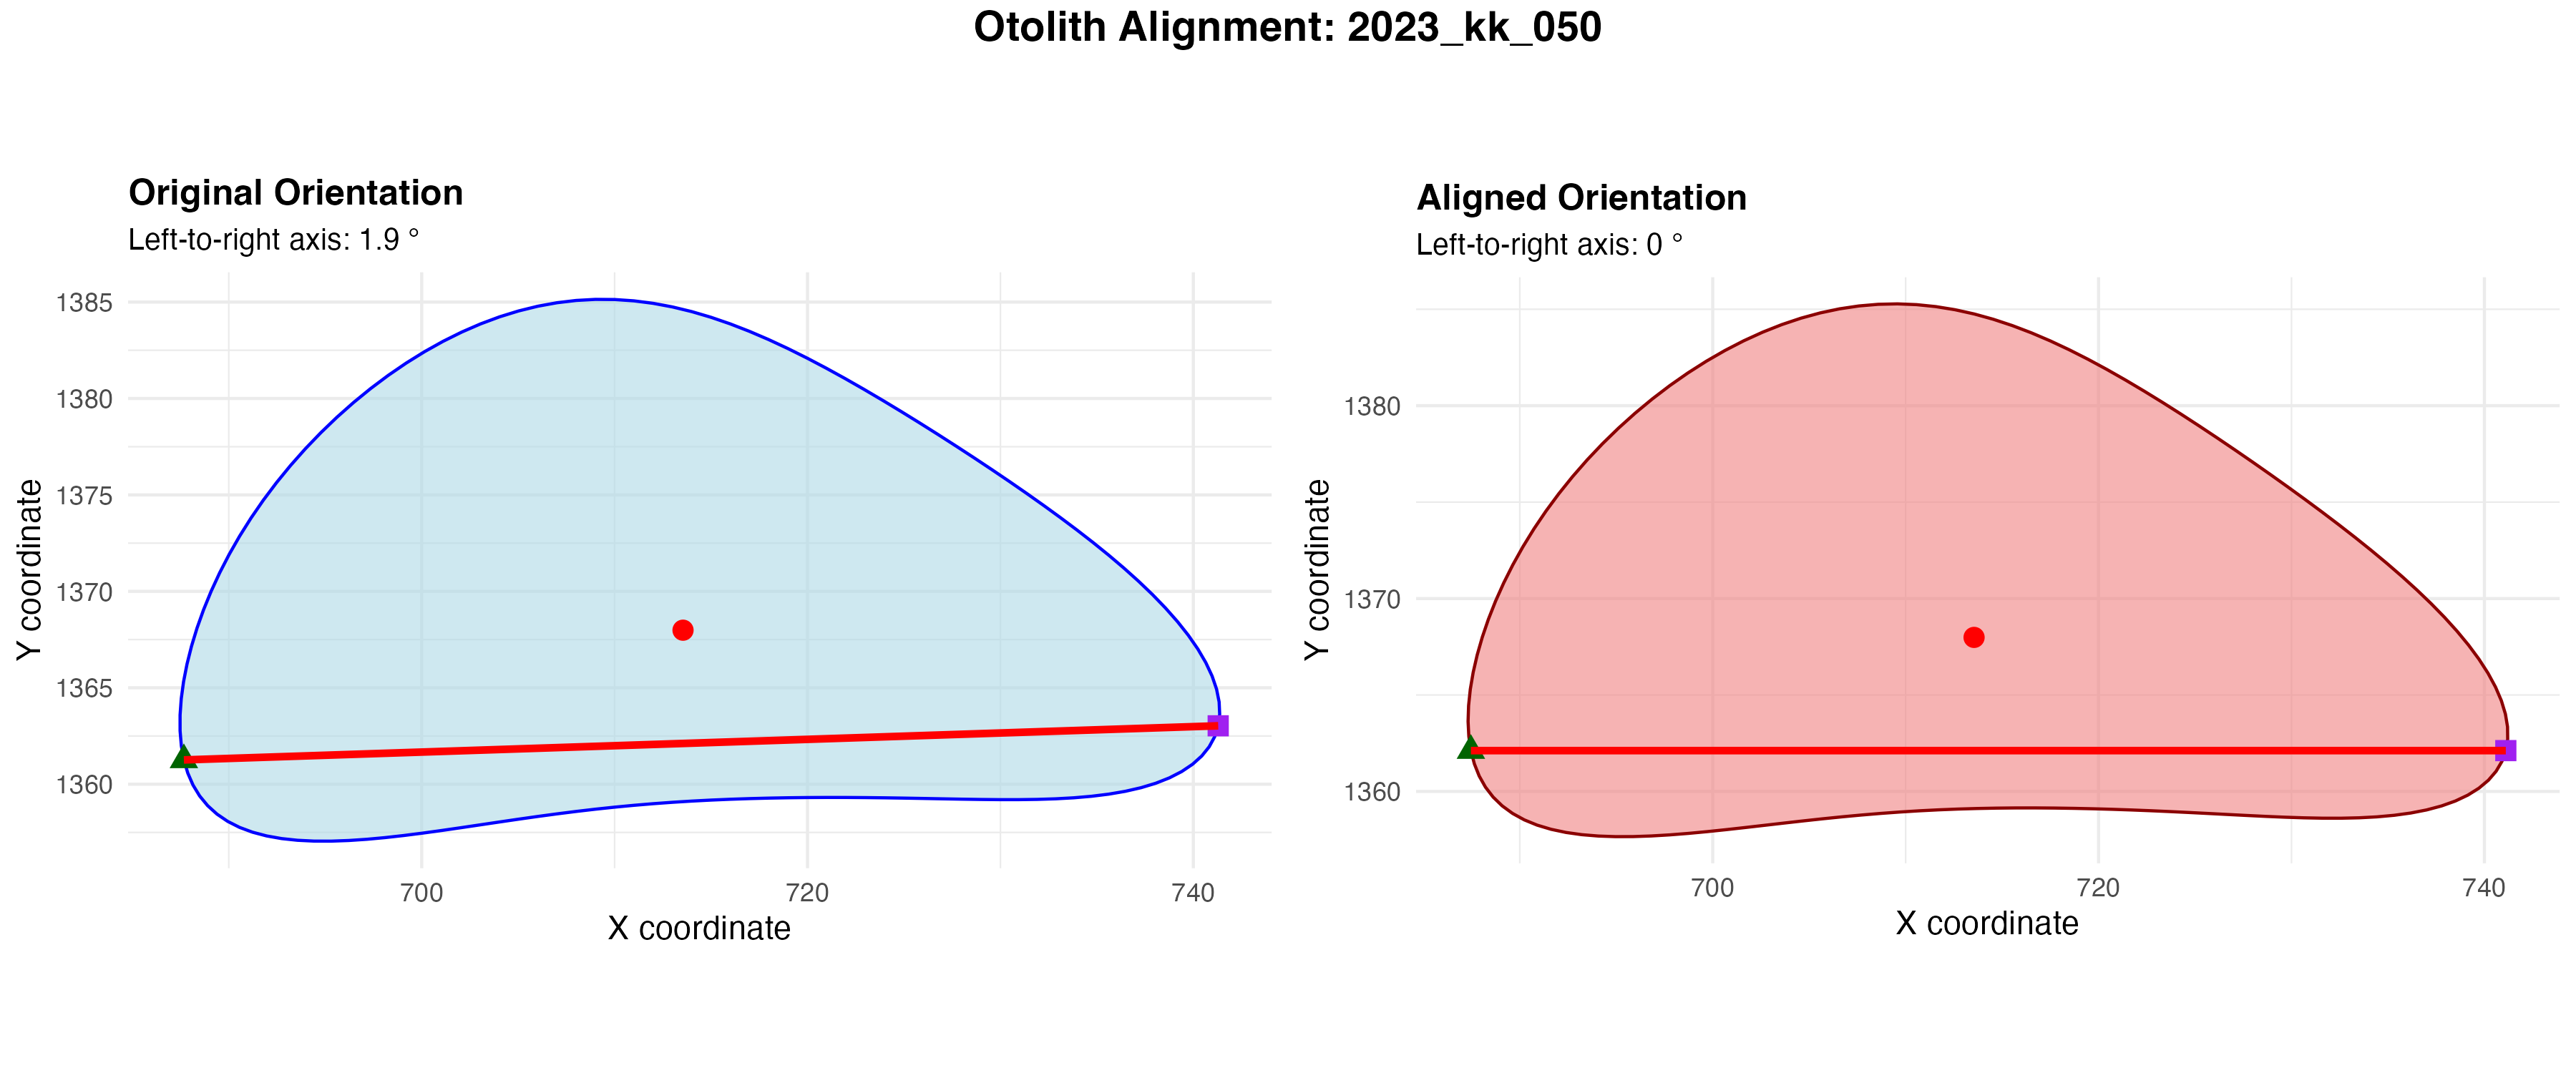 Otolith Alignment: 2023_kk_050
Original Orientation
Left-to-right axis: 1.9 °
1385
1380
1375
1370
1365
1360
Y coordinate
700 720 740
X coordinate
Aligned Orientation
Left-to-right axis: 0 °
1380
1370
1360
Y coordinate
700 720 740
X coordinate